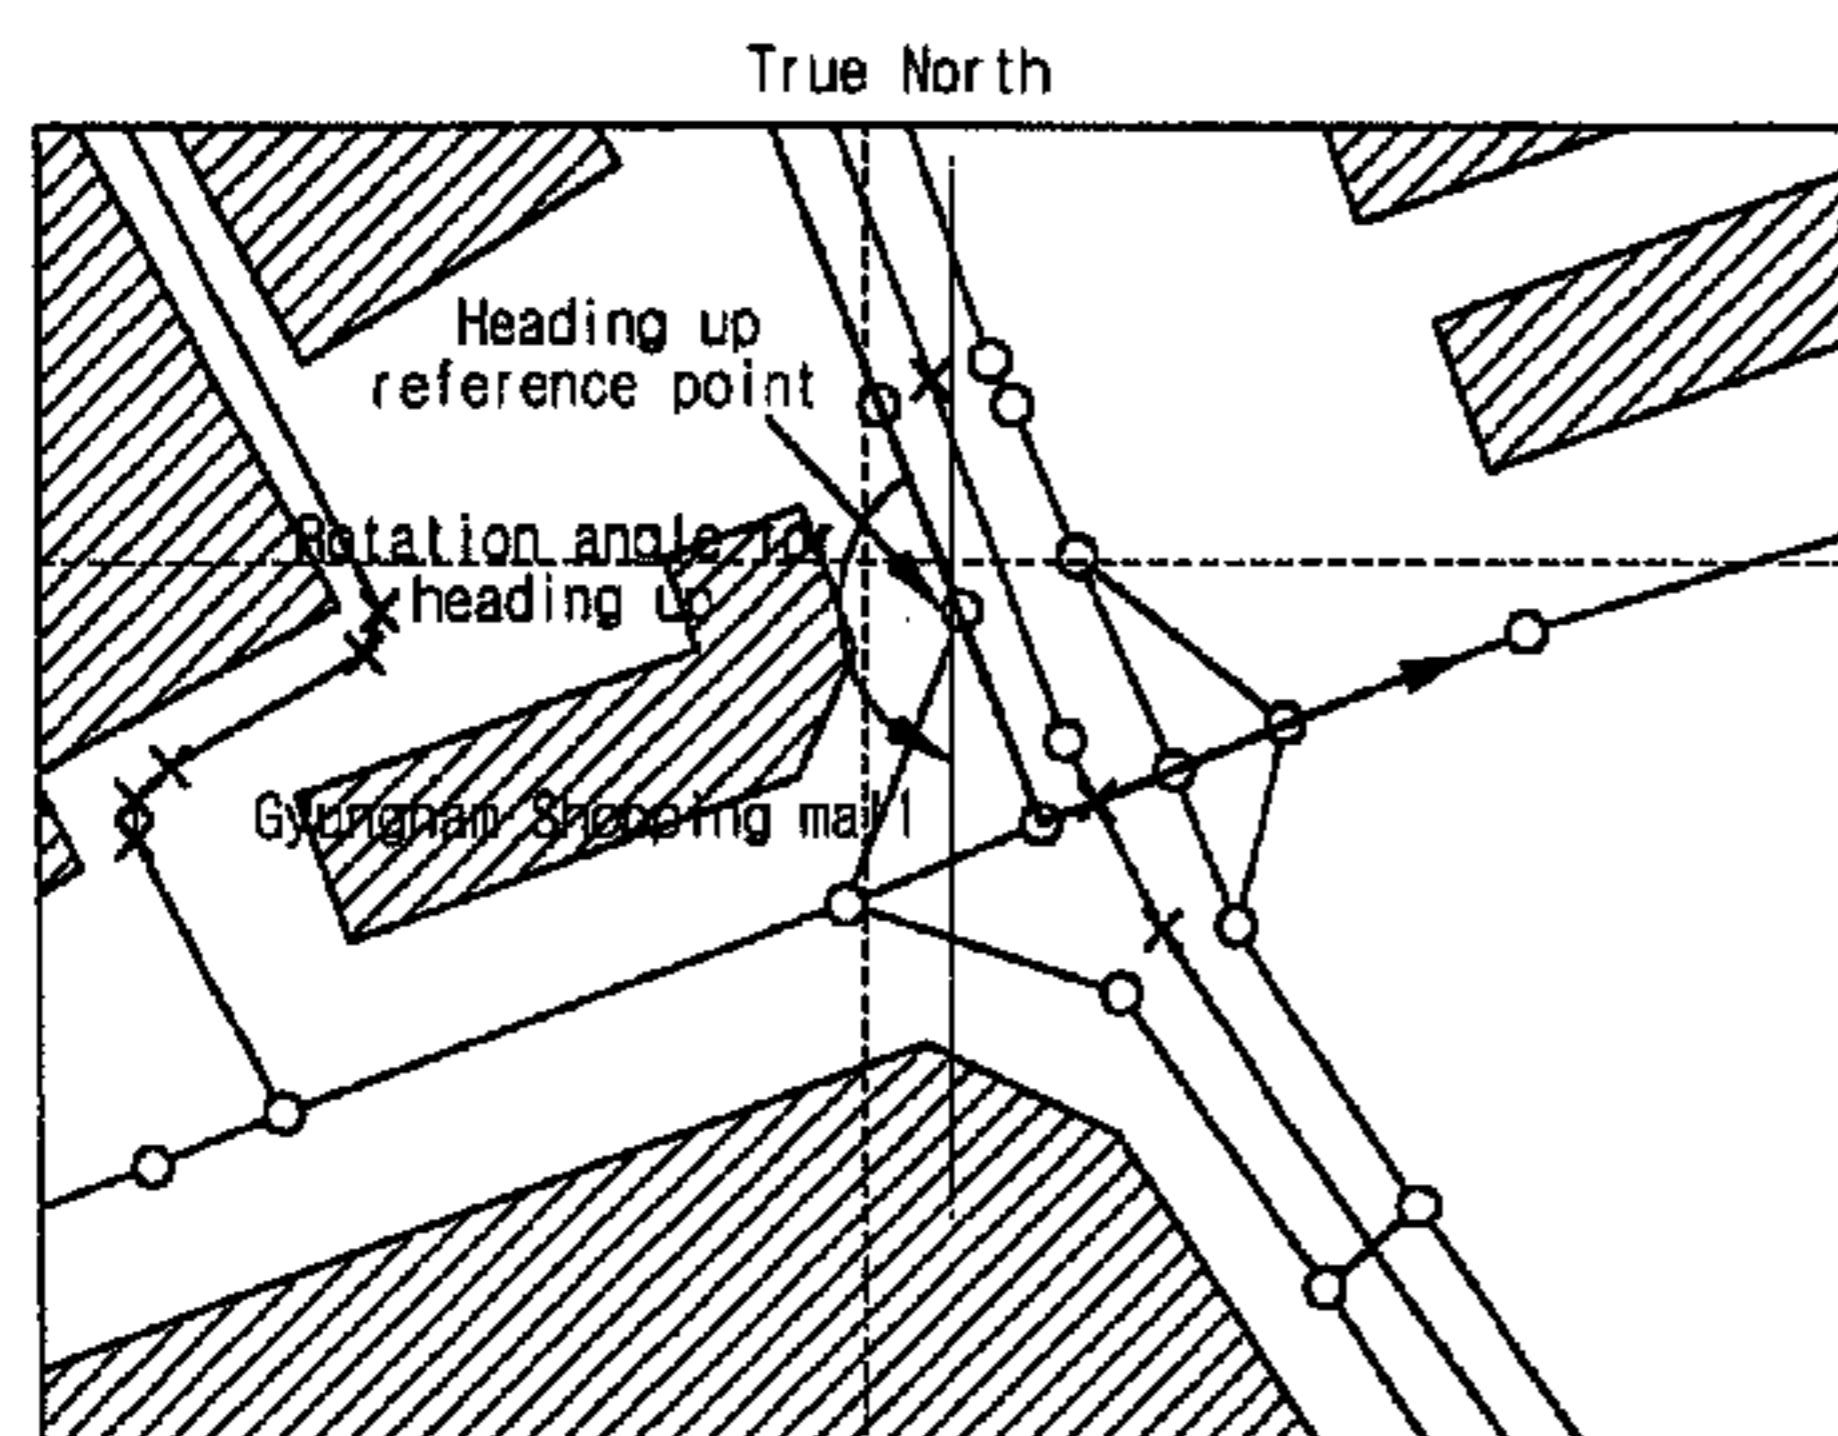 True North
Heading up
reference point
Rotation angle for
heading up
Gyungnam Shopping mall